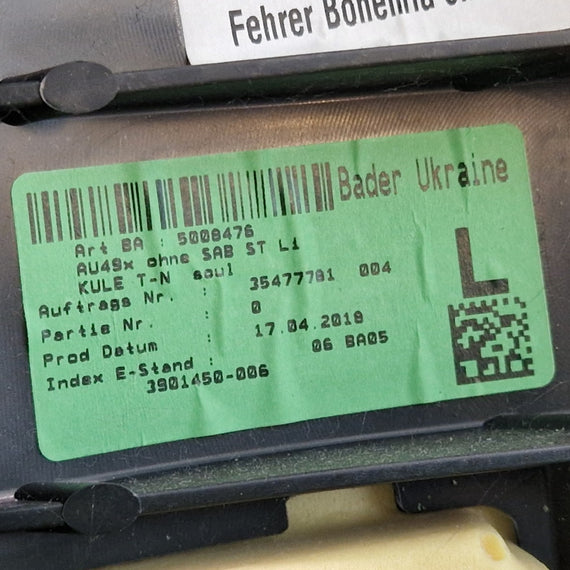 Fehrer Bohemia
Bader Ukraine
Art BA : 5008476
AU49x ohne SAB ST Li
KULE T-N soul
Auftrags Nr. : 35477781 004
Partie Nr. : 0
Prod Datum : 17.04.2018
Index E-Stand : 06 BA05
3901450-006
L